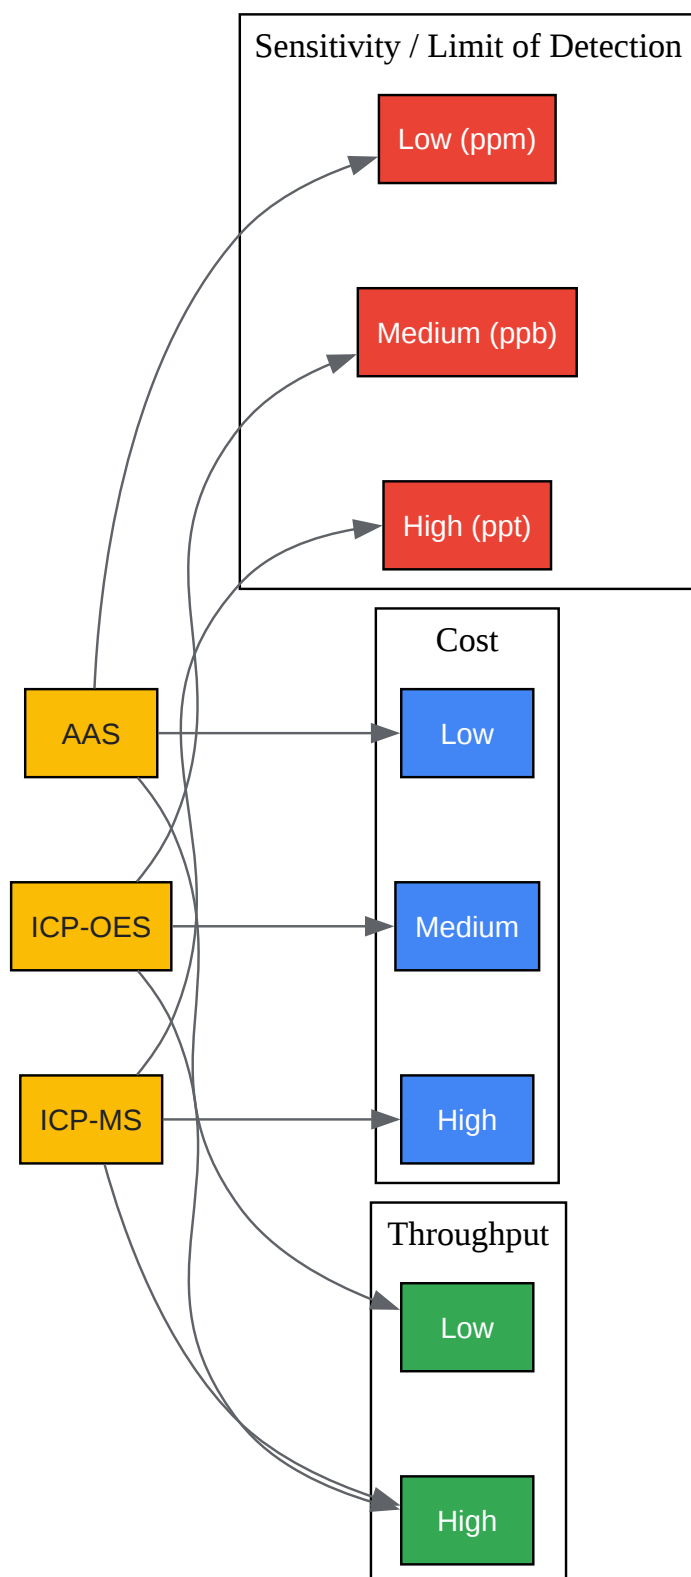 Sensitivity / Limit of Detection
Low (ppm)
Medium (ppb)
High (ppt)
Cost
AAS
Low
ICP-OES
Medium
ICP-MS
High
Throughput
Low
High